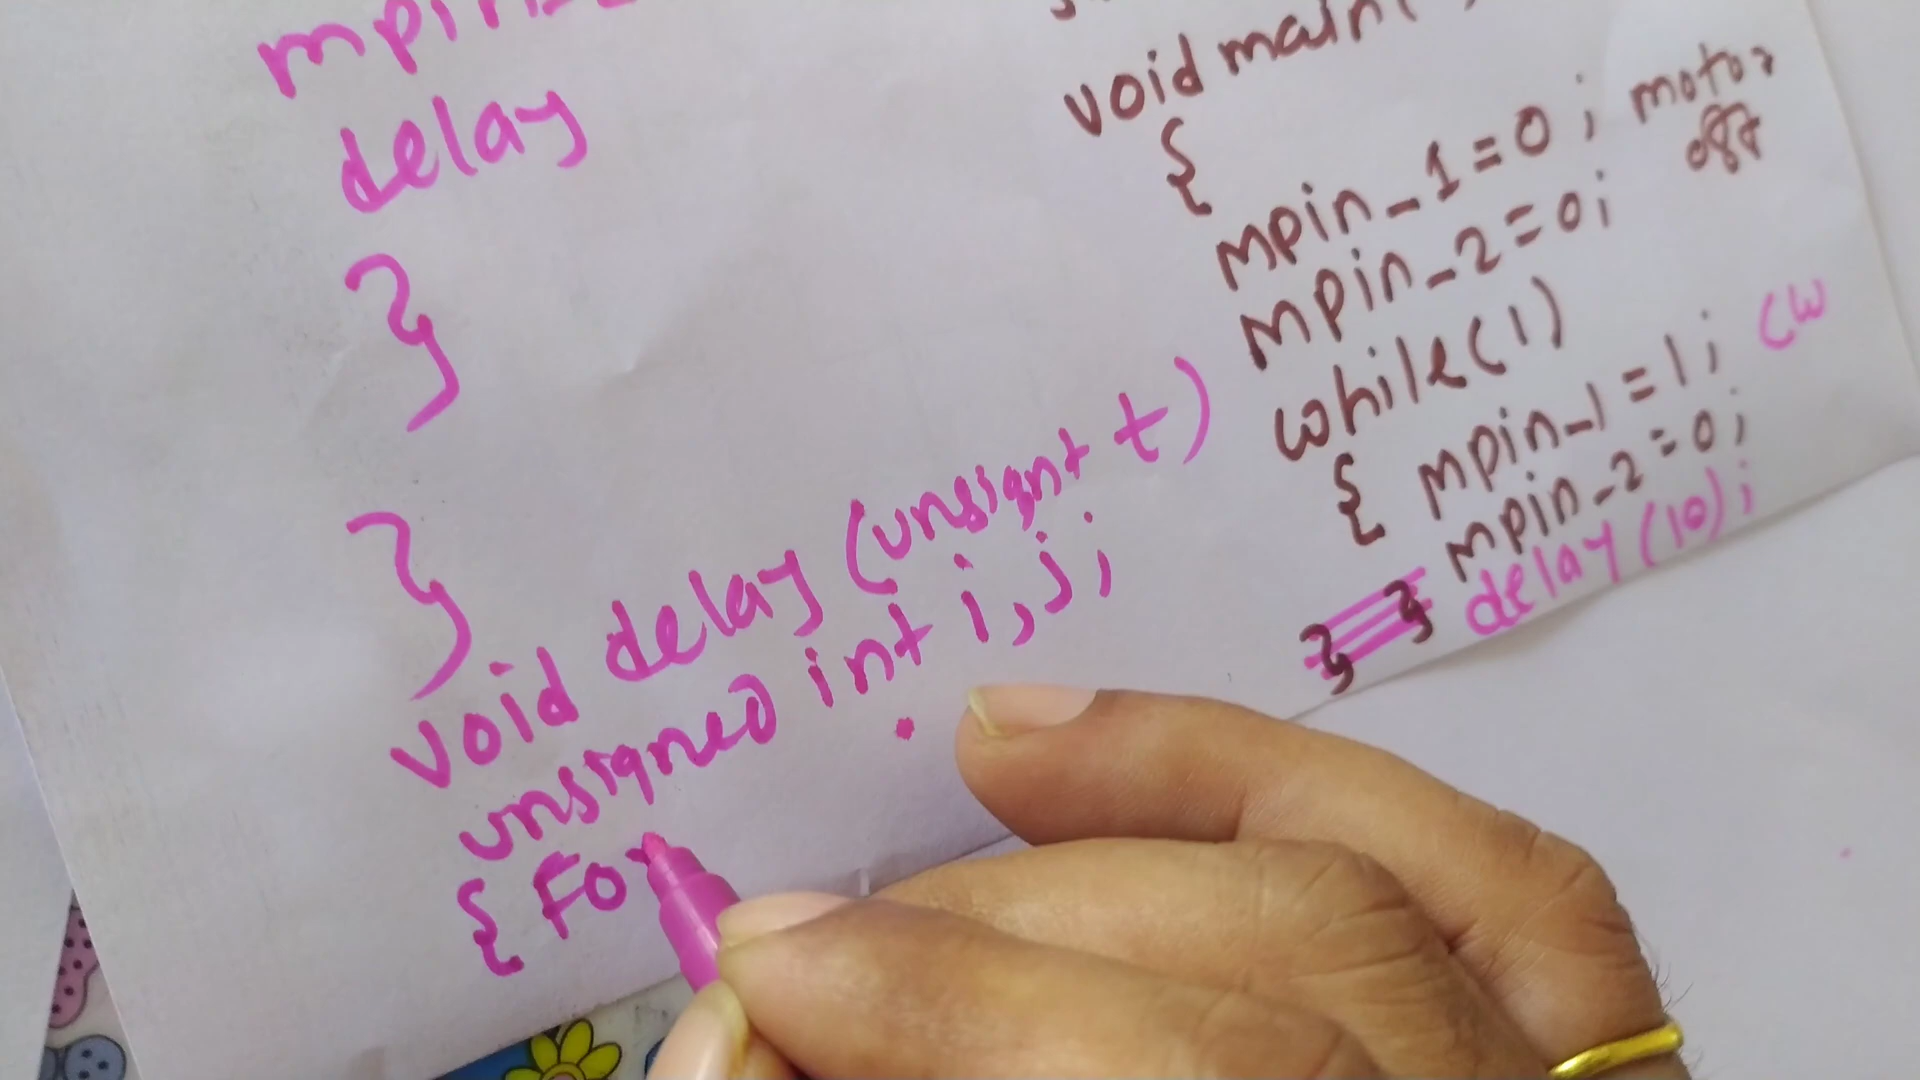 delay
}
}
void delay (unsignt t)
unsigned int i, j;
{ For
void main(
{
mpin_1=0; motor off
mpin_2=0;
while(1)
{ mpin_1=1; CW
mpin_2=0;
delay(10);
} }